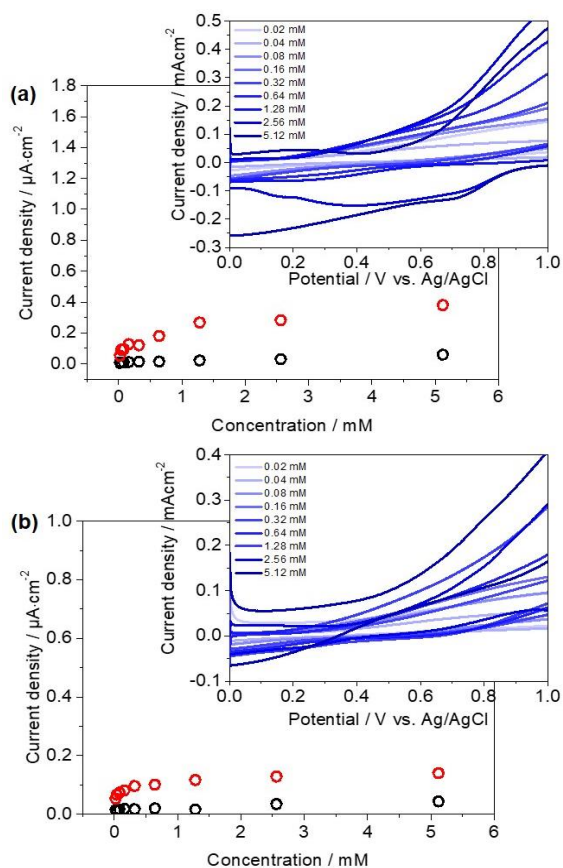 (a)
Current density / µA·cm-2
1.8
1.6
1.4
1.2
1.0
0.8
0.6
0.4
0.2
0.0
0 1 2 3 4 5 6
Concentration / mM
Current density / mAcm-2
0.5
0.4
0.3
0.2
0.1
0.0
-0.1
-0.2
-0.3
0.02 mM
0.04 mM
0.08 mM
0.16 mM
0.32 mM
0.64 mM
1.28 mM
2.56 mM
5.12 mM
0.0 0.2 0.4 0.6 0.8 1.0
Potential / V vs. Ag/AgCl
(b)
Current density / µA·cm-2
1.0
0.8
0.6
0.4
0.2
0.0
0 1 2 3 4 5 6
Concentration / mM
Current density / mAcm-2
0.4
0.3
0.2
0.1
0.0
-0.1
0.02 mM
0.04 mM
0.08 mM
0.16 mM
0.32 mM
0.64 mM
1.28 mM
2.56 mM
5.12 mM
0.0 0.2 0.4 0.6 0.8 1.0
Potential / V vs. Ag/AgCl